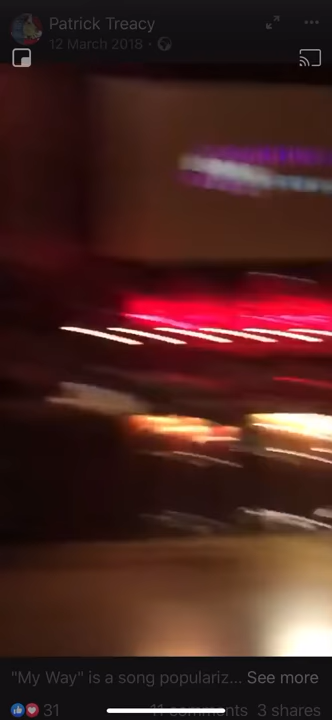 Patrick Treacy
12 March 2018 ·
"My Way" is a song populariz... See more
31
11 comments 3 shares